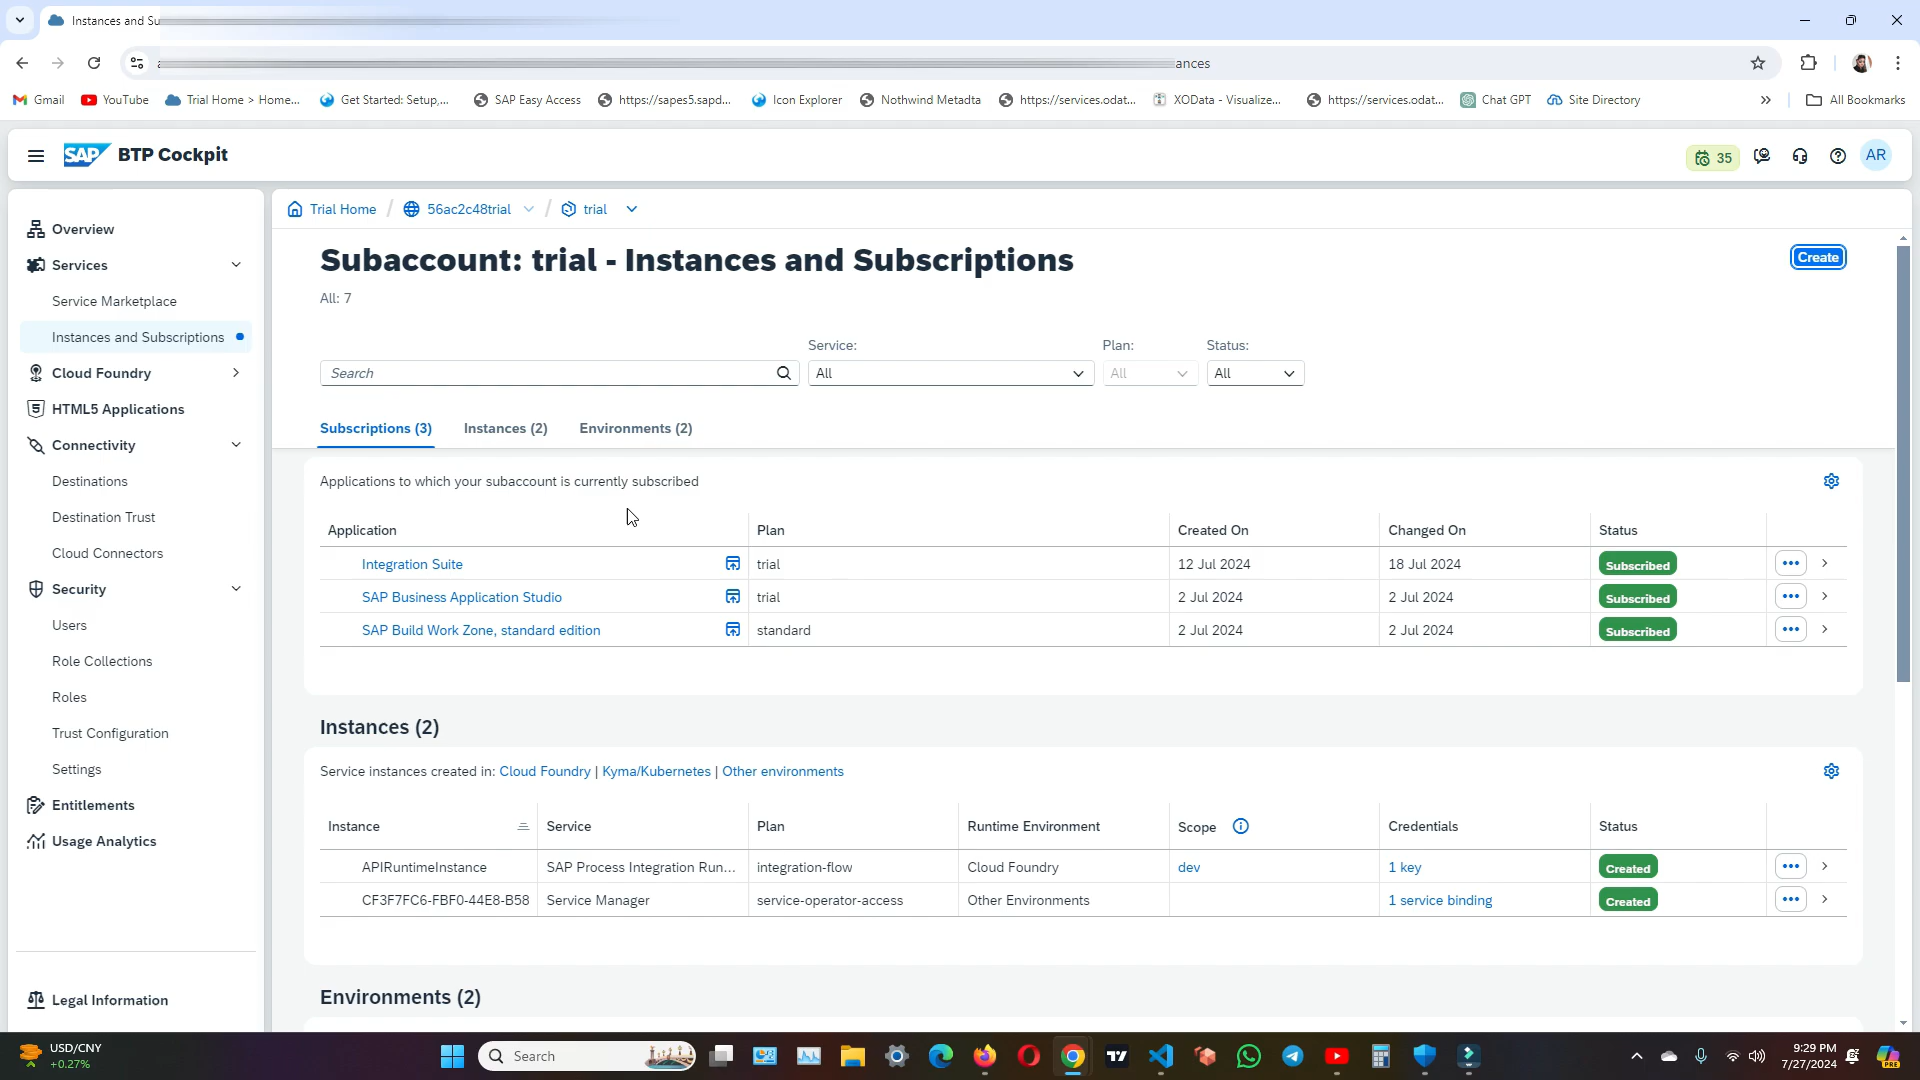 Instances and Su
ances
Gmail
YouTube
Trial Home > Home...
Get Started: Setup,...
SAP Easy Access
https://sapes5.sapd...
Icon Explorer
Nothwind Metadta
https://services.odat...
XOData - Visualize...
https://services.odat...
Chat GPT
Site Directory
All Bookmarks
SAP BTP Cockpit
35
AR
Overview
Services
Service Marketplace
Instances and Subscriptions
Cloud Foundry
HTML5 Applications
Connectivity
Destinations
Destination Trust
Cloud Connectors
Security
Users
Role Collections
Roles
Trust Configuration
Settings
Entitlements
Usage Analytics
Legal Information
Trial Home / 56ac2c48trial / trial
Subaccount: trial - Instances and Subscriptions
Create
All: 7
Service: Plan: Status:
Search All All All
Subscriptions (3) Instances (2) Environments (2)
Applications to which your subaccount is currently subscribed
Application Plan Created On Changed On Status
Integration Suite trial 12 Jul 2024 18 Jul 2024 Subscribed
SAP Business Application Studio trial 2 Jul 2024 2 Jul 2024 Subscribed
SAP Build Work Zone, standard edition standard 2 Jul 2024 2 Jul 2024 Subscribed
Instances (2)
Service instances created in: Cloud Foundry | Kyma/Kubernetes | Other environments
Instance Service Plan Runtime Environment Scope Credentials Status
APIRuntimeInstance SAP Process Integration Run... integration-flow Cloud Foundry dev 1 key Created
CF3F7FC6-FBF0-44E8-B58 Service Manager service-operator-access Other Environments 1 service binding Created
Environments (2)
USD/CNY
+0.27%
Search
9:29 PM
7/27/2024
PRE